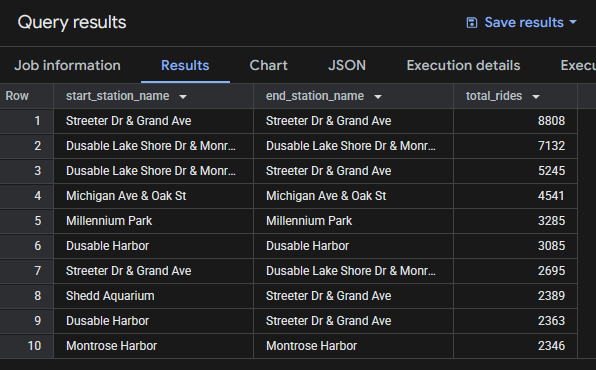 Query results Save results
Job information Results Chart JSON Execution details Execu
Row start_station_name end_station_name total_rides
1 Streeter Dr & Grand Ave Streeter Dr & Grand Ave 8808
2 Dusable Lake Shore Dr & Monr... Dusable Lake Shore Dr & Monr... 7132
3 Dusable Lake Shore Dr & Monr... Streeter Dr & Grand Ave 5245
4 Michigan Ave & Oak St Michigan Ave & Oak St 4541
5 Millennium Park Millennium Park 3285
6 Dusable Harbor Dusable Harbor 3085
7 Streeter Dr & Grand Ave Dusable Lake Shore Dr & Monr... 2695
8 Shedd Aquarium Streeter Dr & Grand Ave 2389
9 Dusable Harbor Streeter Dr & Grand Ave 2363
10 Montrose Harbor Montrose Harbor 2346